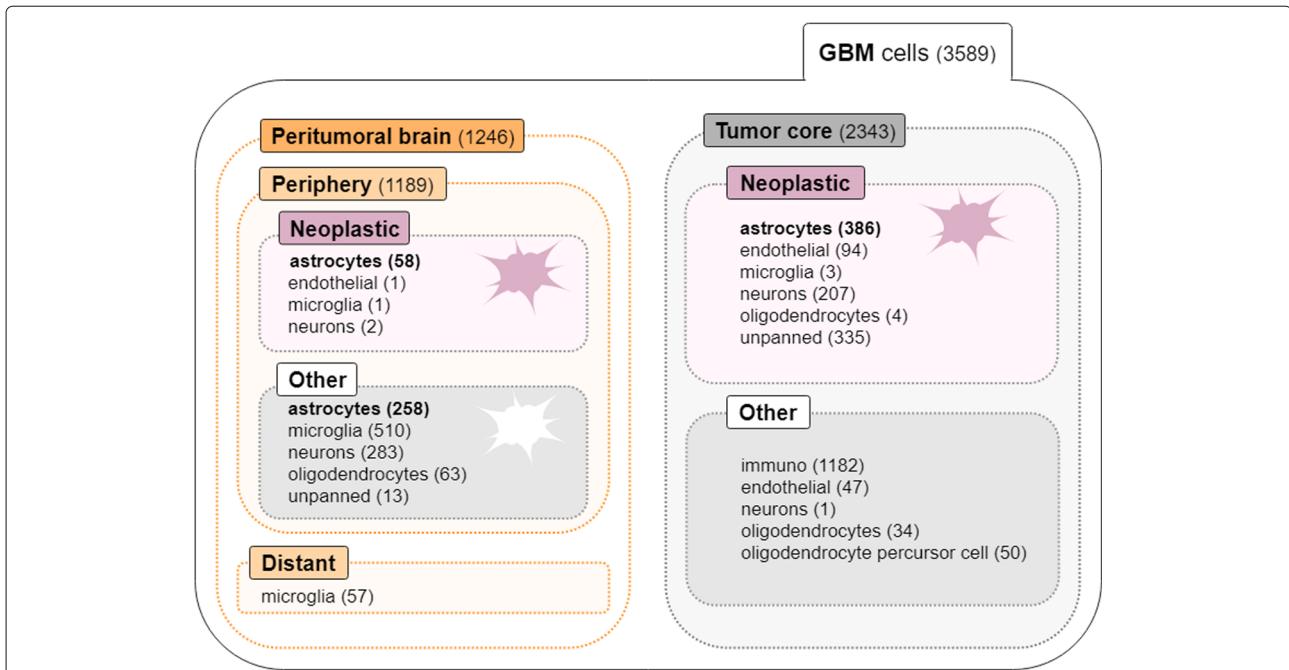 GBM cells (3589)
Peritumoral brain (1246)
Periphery (1189)
Neoplastic
astrocytes (58)
endothelial (1)
microglia (1)
neurons (2)
Other
astrocytes (258)
microglia (510)
neurons (283)
oligodendrocytes (63)
unpanned (13)
Distant
microglia (57)
Tumor core (2343)
Neoplastic
astrocytes (386)
endothelial (94)
microglia (3)
neurons (207)
oligodendrocytes (4)
unpanned (335)
Other
immuno (1182)
endothelial (47)
neurons (1)
oligodendrocytes (34)
oligodendrocyte percursor cell (50)